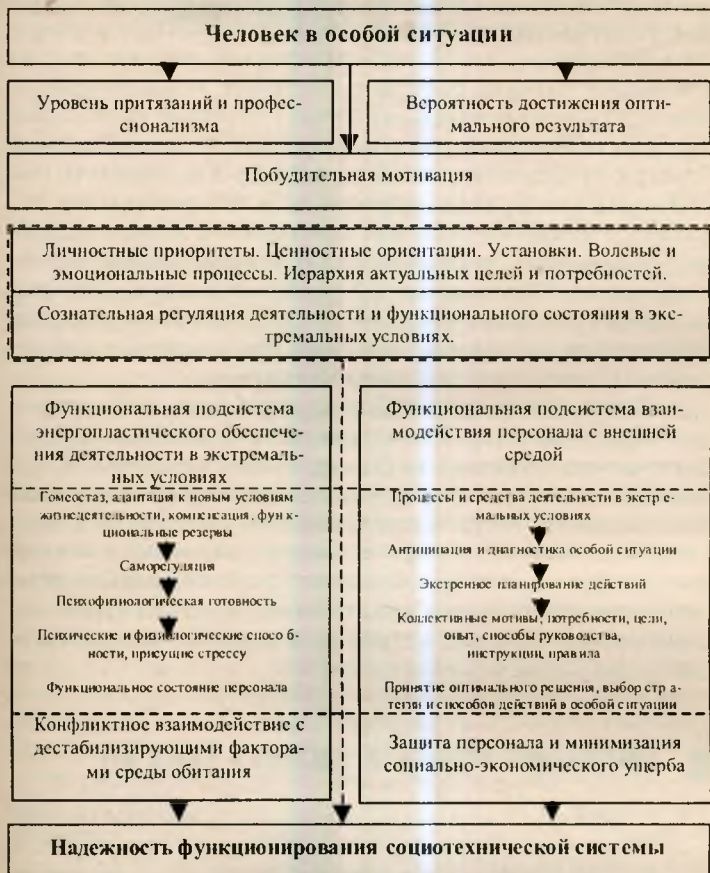 Человек в особой ситуации
Уровень притязаний и профес-
сионализма
Вероятность достижения опти-
мального результата
Побудительная мотивация
Личностные приоритеты. Ценностные ориентации. Установки. Волевые и
эмоциональные процессы. Иерархия актуальных целей и потребностей.
Сознательная регуляция деятельности и функционального состояния в экс-
тремальных условиях.
Функциональная подсистема
энергопластического обеспече-
ния деятельности в экстремаль-
ных условиях
Гомеостаз, адаптация к новым условиям
жизнедеятельности, компенсация, фун к-
циональные резервы
Саморегуляция
Психофизиологическая готовность
Психические и физиологические спосо б-
ности, присущие стрессу
Функциональное состояние персонала
Конфликтное взаимодействие с
дестабилизирующими фактора-
ми среды обитания
Функциональная подсистема взаи-
модействия персонала с внешней
средой
Процессы и средства деятельности в экстр е-
мальных условиях
Антиципация и диагностика особой ситуации
Экстренное планирование действий
Коллективные мотивы, потребности, цели,
опыт, способы руководства,
инструкции, правила
Принятие оптимального решения, выбор стр а-
тегии и способов действий в особой ситуации
Защита персонала и минимизация
социально-экономического ущерба
Надежность функционирования социотехнической системы